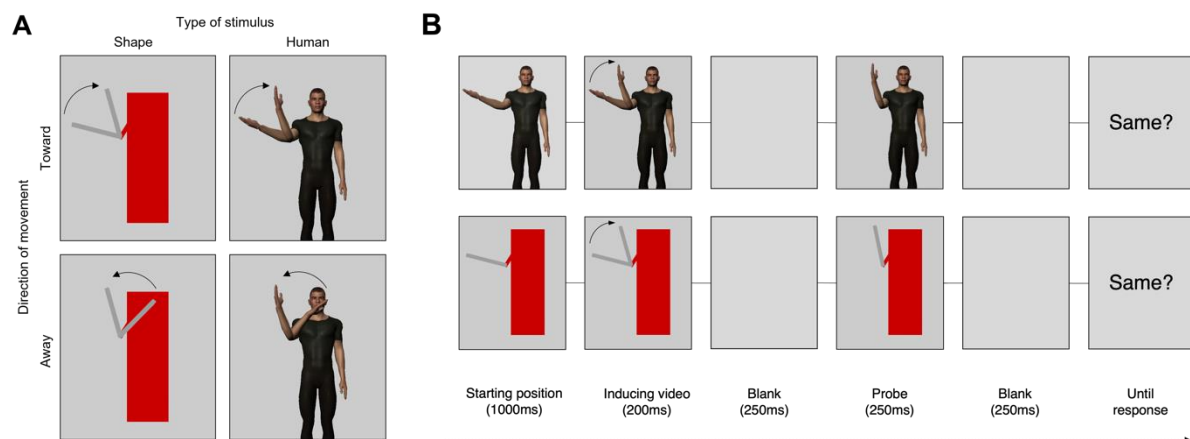 A
Type of stimulus
Shape
Human
Direction of movement
Toward
Away
B
Same?
Same?
Starting position
(1000ms)
Inducing video
(200ms)
Blank
(250ms)
Probe
(250ms)
Blank
(250ms)
Until
response